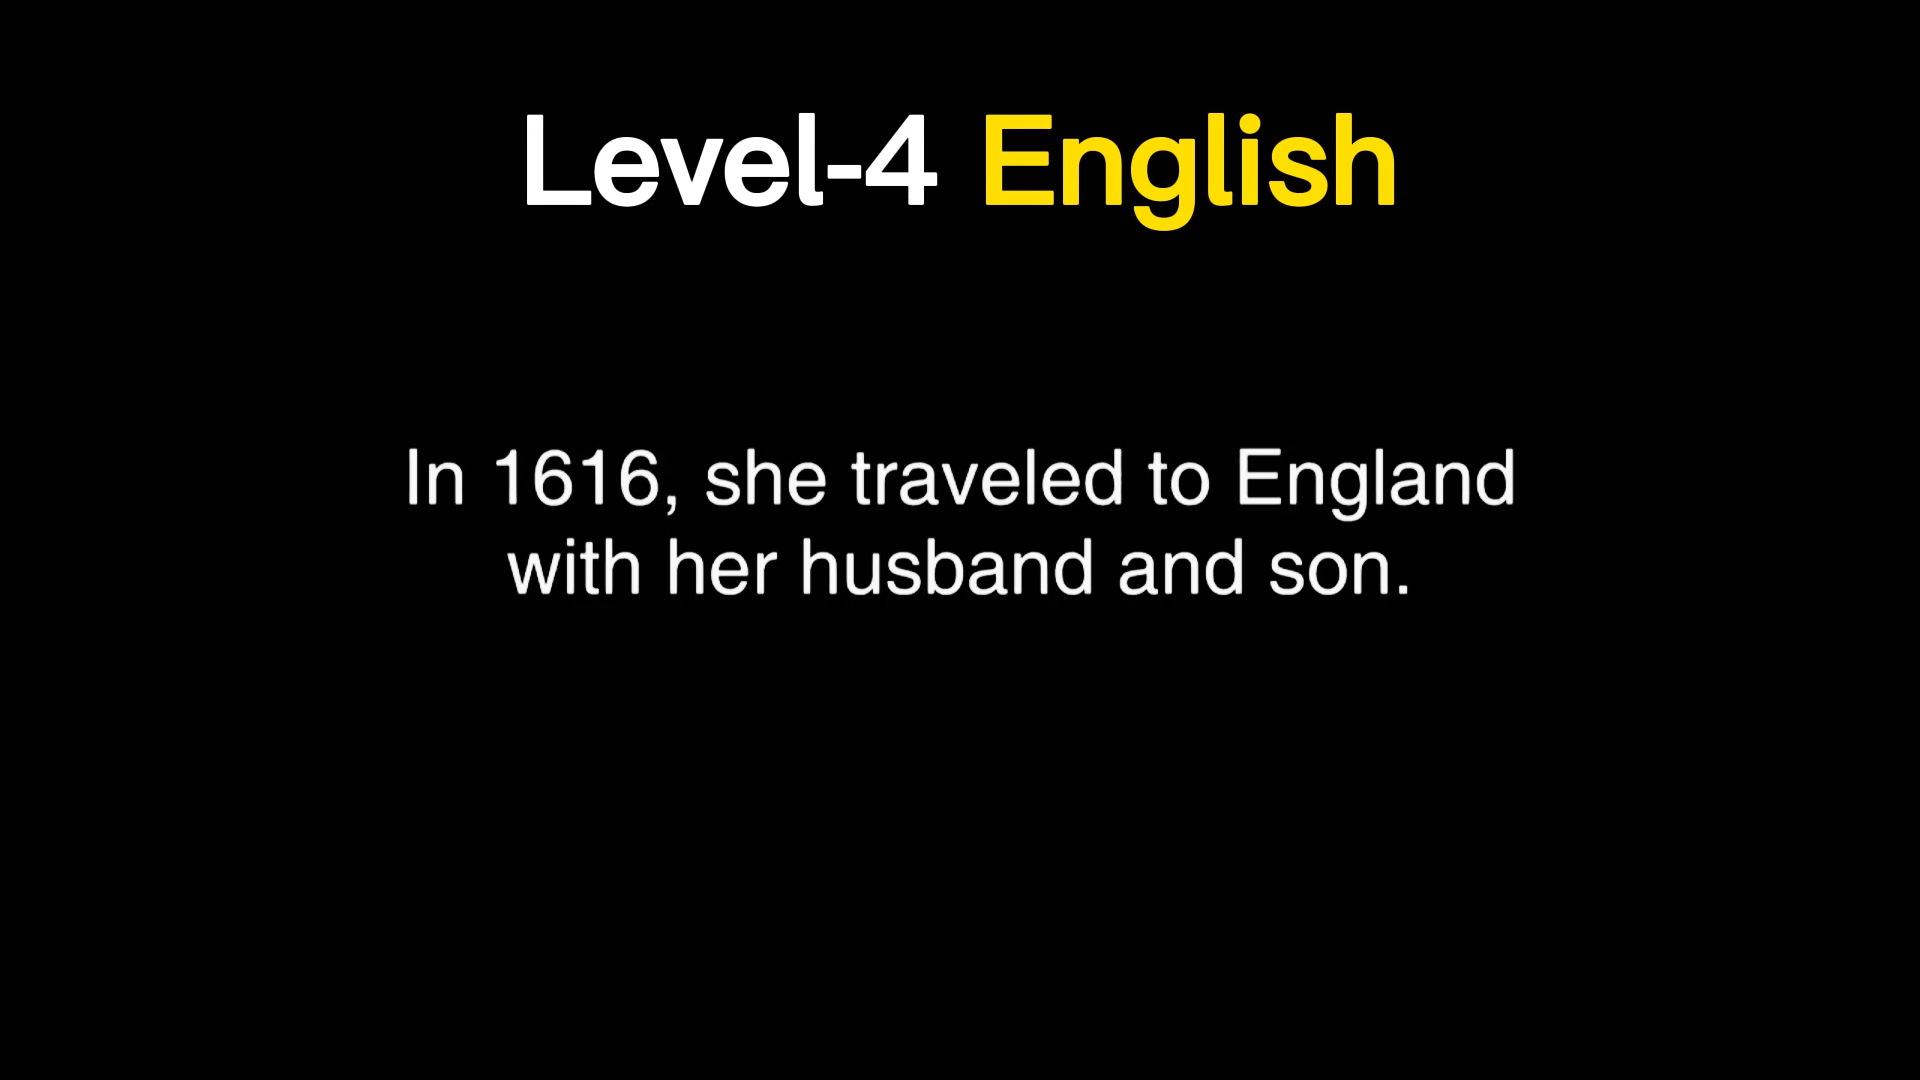 Level-4 English
In 1616, she traveled to England
with her husband and son.